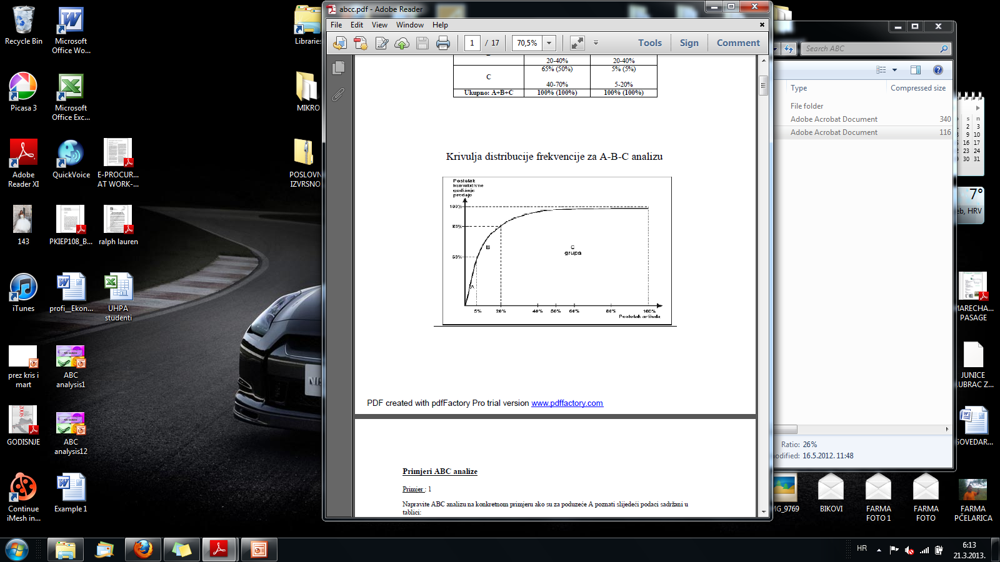 Recycle Bin
Microsoft
Office Wo...
Picasa 3
Microsoft
Office Exc...
Adobe
Reader XI
QuickVoice
E-PROCUR...
AT WORK-...
143
PKIEP108_B...
ralph lauren
iTunes
profi__Ekon...
UHPA
studenti
prez kris i
mart
ABC
analysis1
GODISNJE
ABC
analysis12
Continue
iMesh in...
Example 1
Libraries
MIKRO
POSLOVN
IZVRSNO
abcc.pdf - Adobe Reader
File Edit View Window Help
1 / 17 70,5% Tools Sign Comment
20-40% 20-40%
65% (50%) 5% (5%)
C
40-70% 5-20%
Ukupno: A+B+C 100% (100%) 100% (100%)
Krivulja distribucije frekvencije za A-B-C analizu
Postotak
kumulativne
godišnje
prodaje
100%
80%
B
C
grupa
A
5% 20% 40% 50% 60% 80% 100%
Postotak artikala
PDF created with pdfFactory Pro trial version www.pdffactory.com
Primjeri ABC analize
Primjer : 1
Napravite ABC analizu na konkretnom primjeru ako su za poduzeće A poznati slijedeći podaci sadržani u
tablici:
Search ABC
Type Compressed size
File folder
Adobe Acrobat Document 340
Adobe Acrobat Document 116
Ratio: 26%
odified: 16.5.2012. 11:48
s n
2 3
9 10
16 17
23 24
30 31
7°
eb, HRV
MARECHA...
PASAGE
JUNICE
UBRAC Z...
GOVEDAR...
MG_9769
BIKOVI
FARMA
FOTO 1
FARMA
FOTO
FARMA
PČELARICA
HR
6:13
21.3.2013.